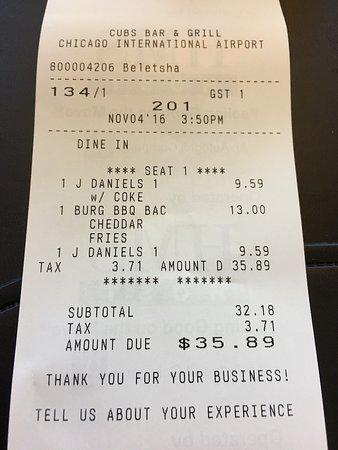 CUBS BAR & GRILL
CHICAGO INTERNATIONAL AIRPORT
800004206 Beletsha
134/1 GST 1
201
NOV04'16 3:50PM
DINE IN
**** SEAT 1 ****
1 J DANIELS 1 9.59
w/ COKE
1 BURG BBQ BAC 13.00
CHEDDAR
FRIES
1 J DANIELS 1 9.59
TAX 3.71 AMOUNT D 35.89
******* *******
SUBTOTAL 32.18
TAX 3.71
AMOUNT DUE $35.89
THANK YOU FOR YOUR BUSINESS!
TELL US ABOUT YOUR EXPERIENCE